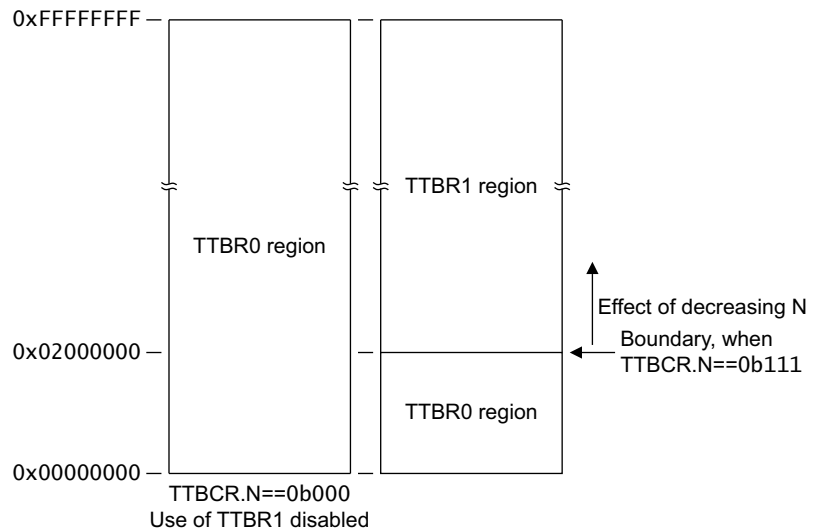 0xFFFFFFFF
TTBR1 region
TTBR0 region
Effect of decreasing N
0x02000000
Boundary, when
TTBCR.N==0b111
TTBR0 region
0x00000000
TTBCR.N==0b000
Use of TTBR1 disabled